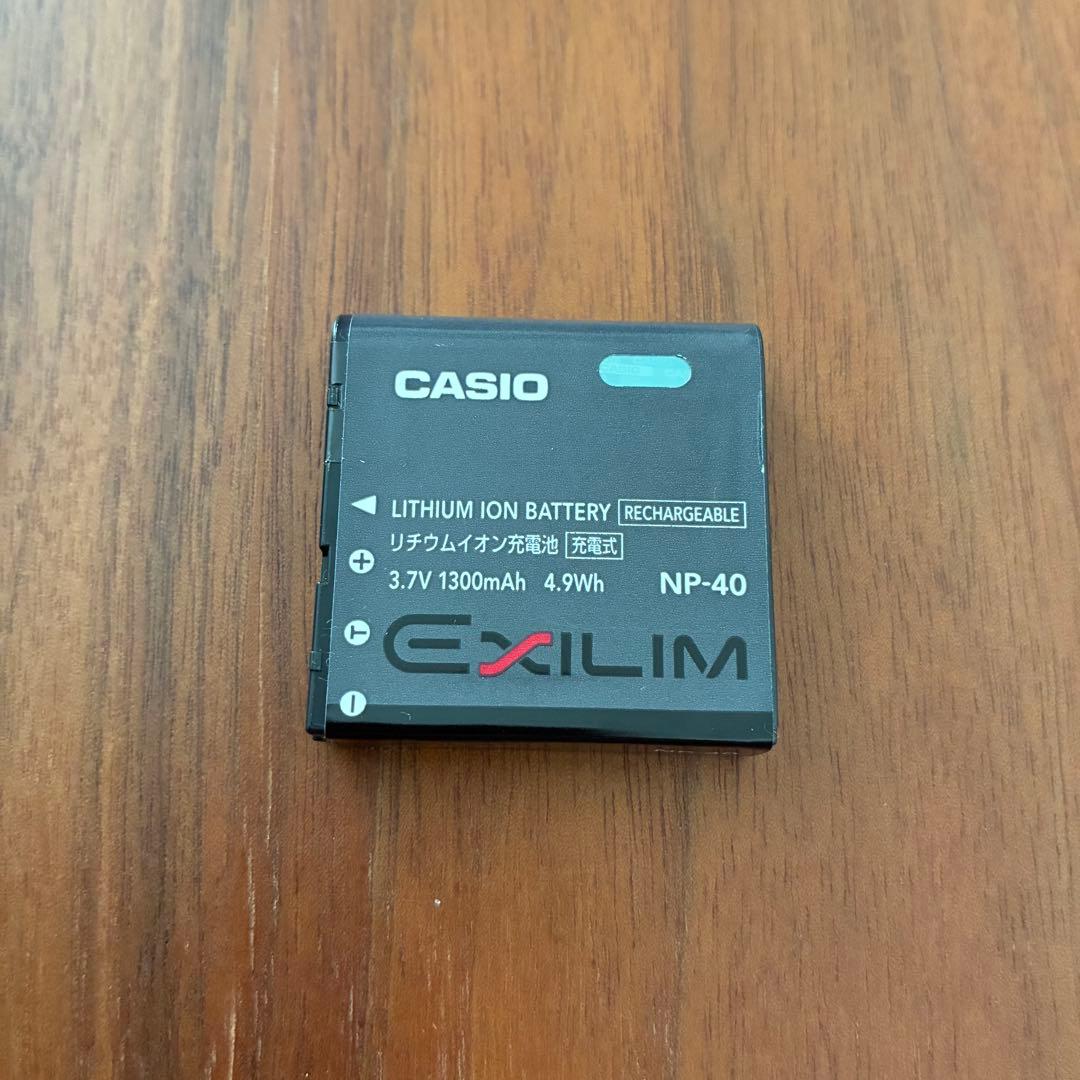 CASIO
LITHIUM ION BATTERY RECHARGEABLE
リチウムイオン充電池 充電式
+
3.7V 1300mAh 4.9Wh NP-40
T
EXILIM
−